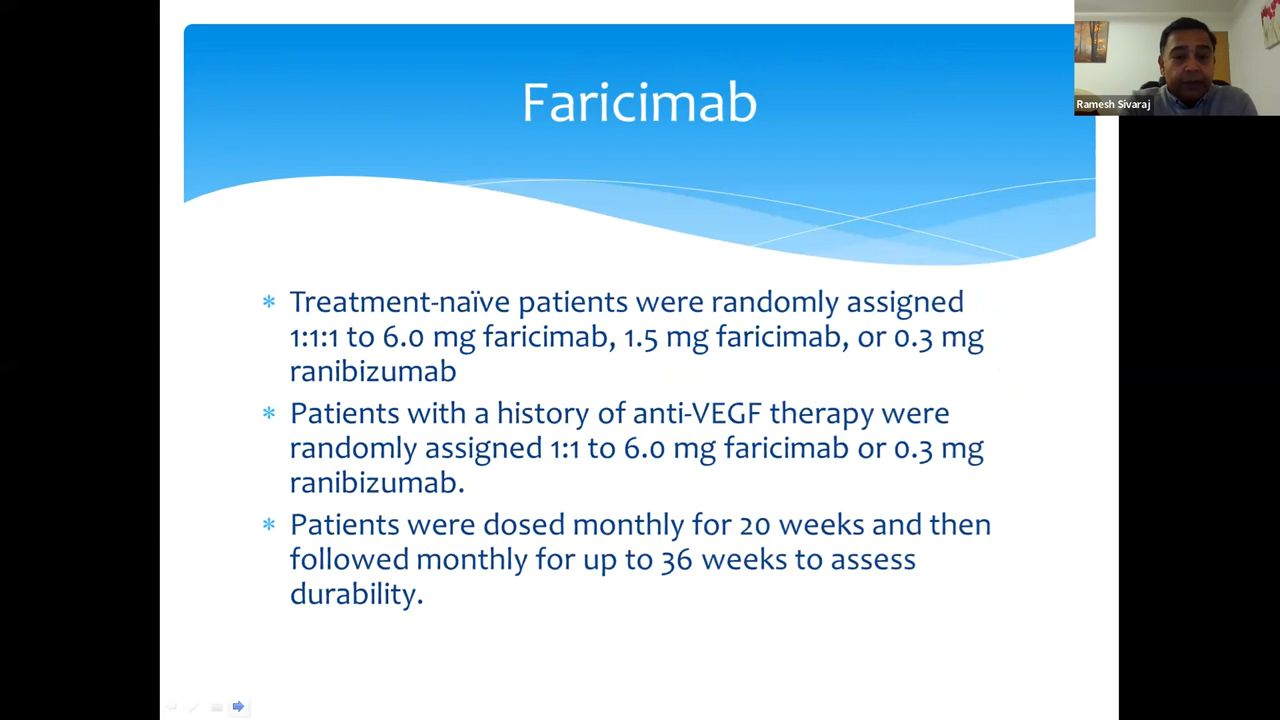 Faricimab
Ramesh Sivaraj
* Treatment-naïve patients were randomly assigned
1:1:1 to 6.0 mg faricimab, 1.5 mg faricimab, or 0.3 mg
ranibizumab
* Patients with a history of anti-VEGF therapy were
randomly assigned 1:1 to 6.0 mg faricimab or 0.3 mg
ranibizumab.
* Patients were dosed monthly for 20 weeks and then
followed monthly for up to 36 weeks to assess
durability.